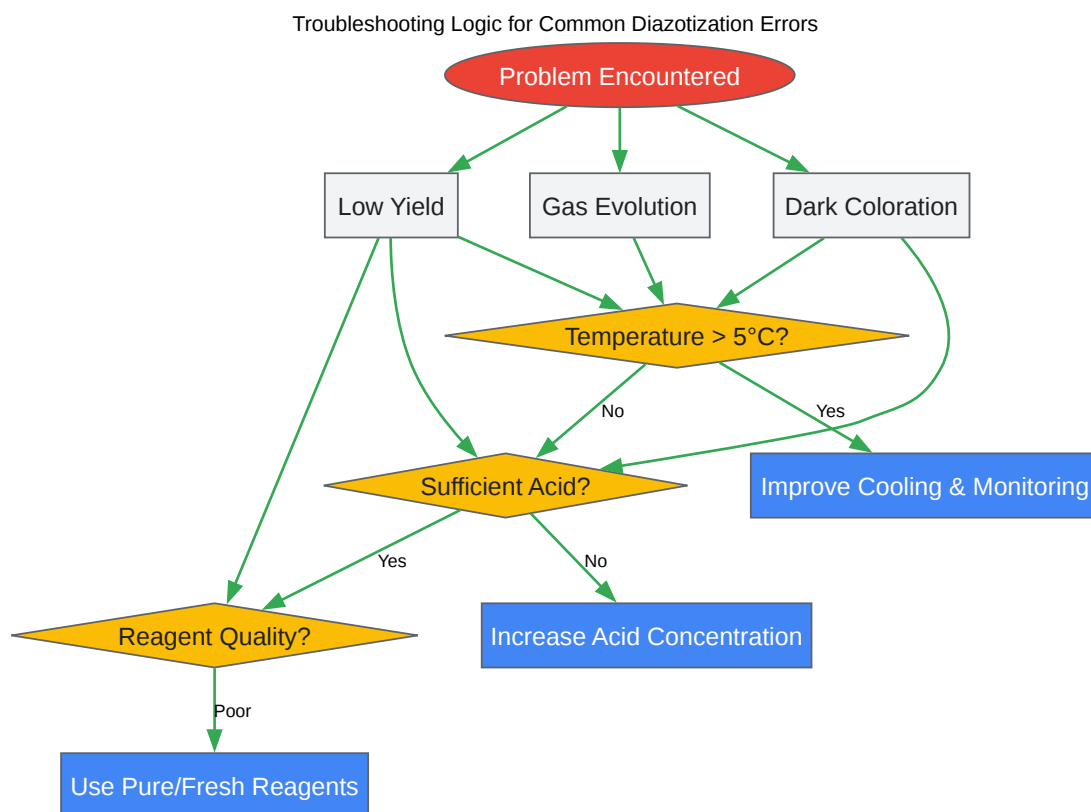 Troubleshooting Logic for Common Diazotization Errors
Problem Encountered
Low Yield
Gas Evolution
Dark Coloration
Temperature > 5°C?
No
Yes
Sufficient Acid?
Improve Cooling & Monitoring
Yes
No
Reagent Quality?
Increase Acid Concentration
Poor
Use Pure/Fresh Reagents